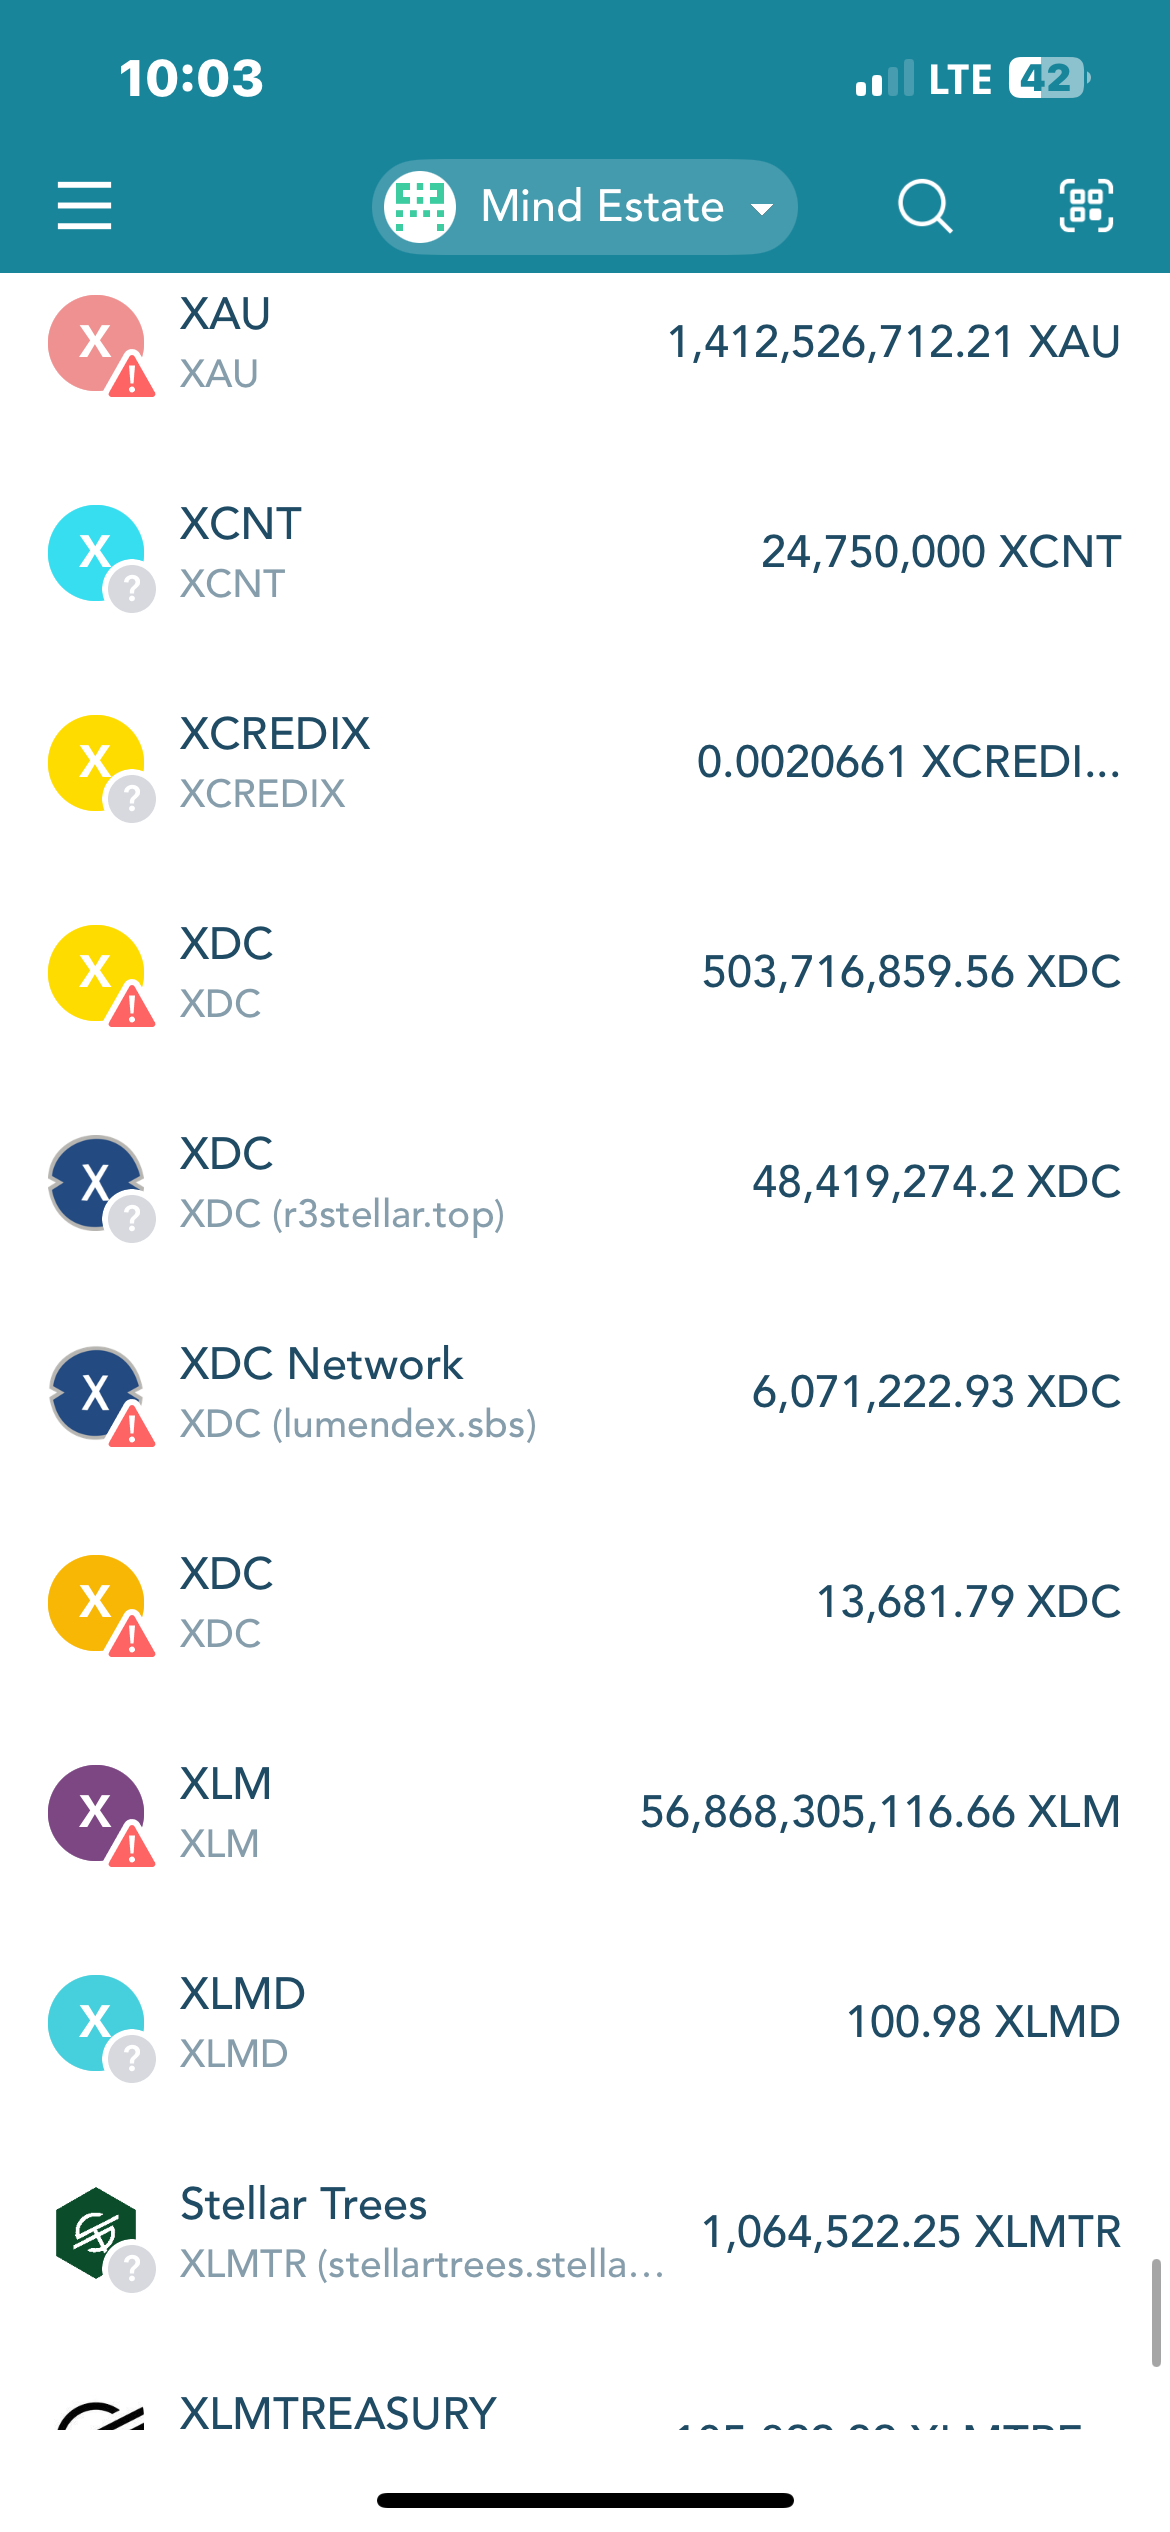 10:03
LTE 42
Mind Estate
X XAU
XAU
1,412,526,712.21 XAU
X XCNT
XCNT
24,750,000 XCNT
X XCREDIX
XCREDIX
0.0020661 XCREDI...
X XDC
XDC
503,716,859.56 XDC
X XDC
XDC (r3stellar.top)
48,419,274.2 XDC
X XDC Network
XDC (lumendex.sbs)
6,071,222.93 XDC
X XDC
XDC
13,681.79 XDC
X XLM
XLM
56,868,305,116.66 XLM
X XLMD
XLMD
100.98 XLMD
Stellar Trees
XLMTR (stellartrees.stella...
1,064,522.25 XLMTR
XLMTREASURY